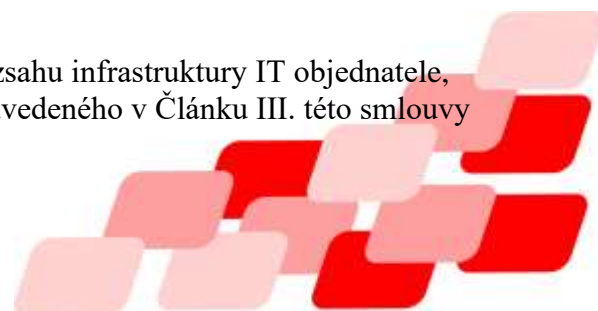 zsahu infrastruktury IT objednatele,
vedeného v Článku III. této smlouvy